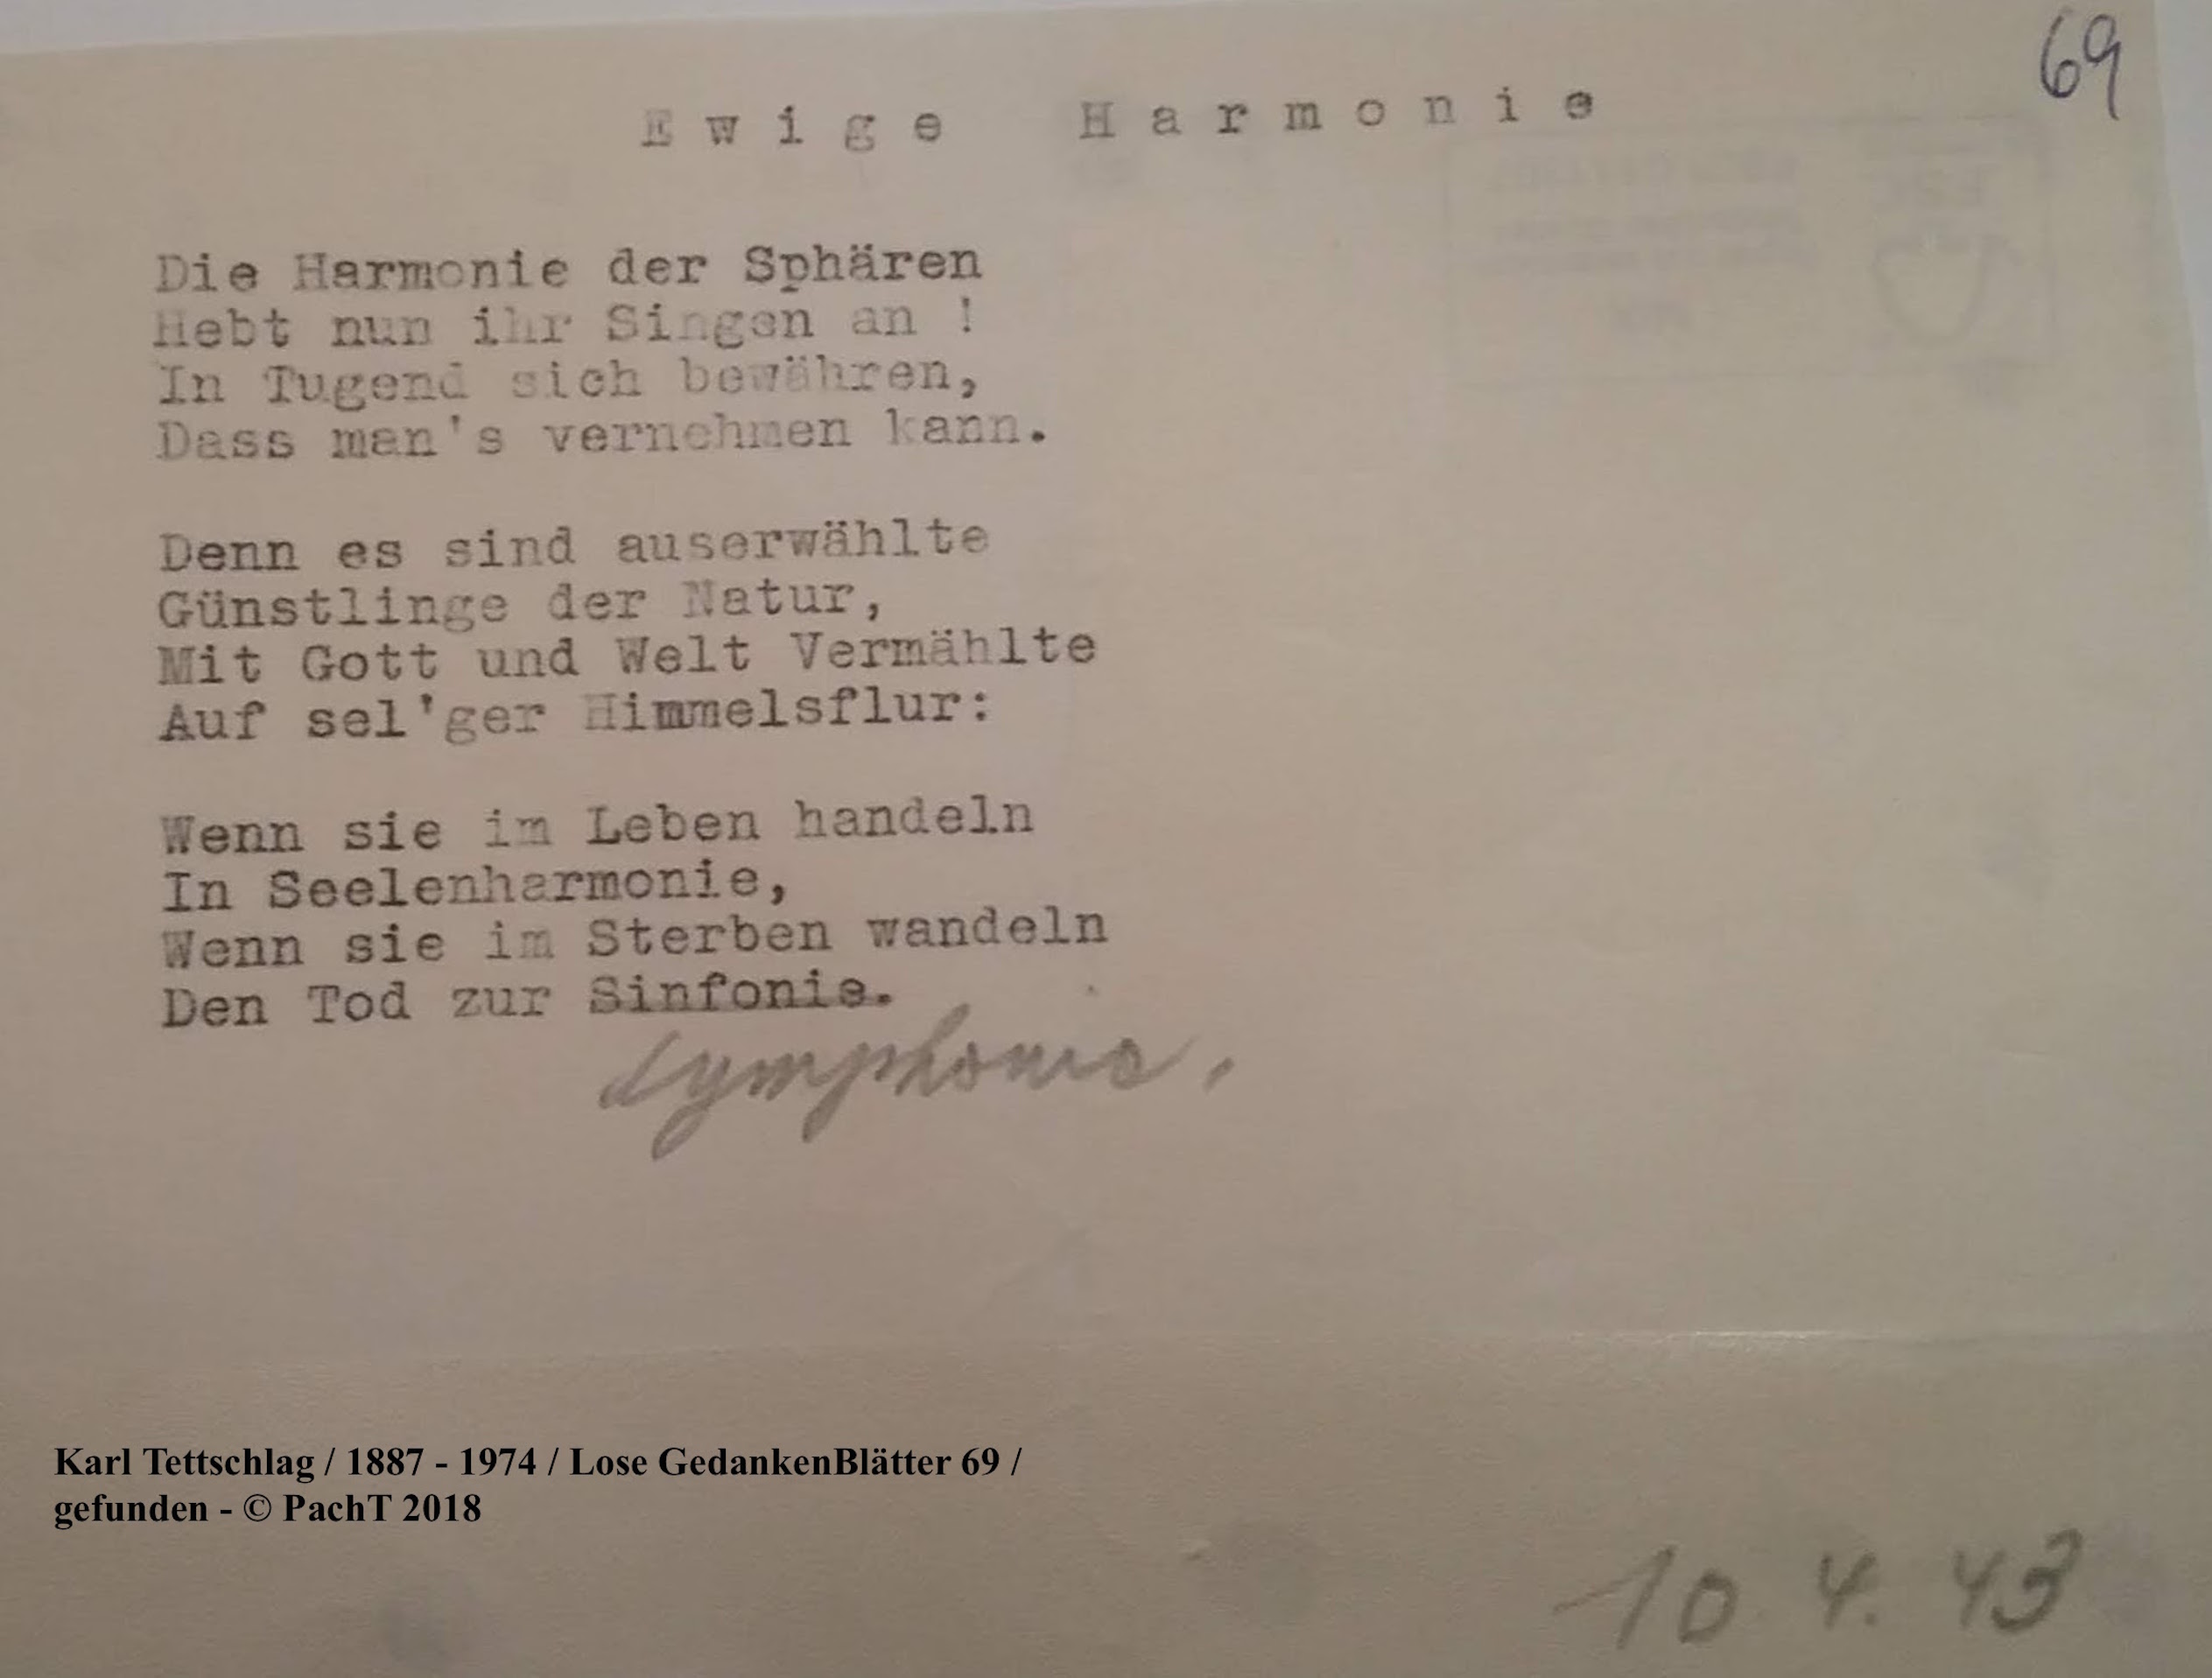 69
Ewige Harmonie
Die Harmonie der Sphären
Hebt nun ihr Singen an !
In Tugend sich bewähren,
Dass man's vernehmen kann.
Denn es sind auserwählte
Günstlinge der Natur,
Mit Gott und Welt Vermählte
Auf sel'ger Himmelsflur:
Wenn sie im Leben handeln
In Seelenharmonie,
Wenn sie im Sterben wandeln
Den Tod zur Sinfonie.
Symphonie.
Karl Tettschlag / 1887 - 1974 / Lose GedankenBlätter 69 /
gefunden - © PachT 2018
10 4. 43